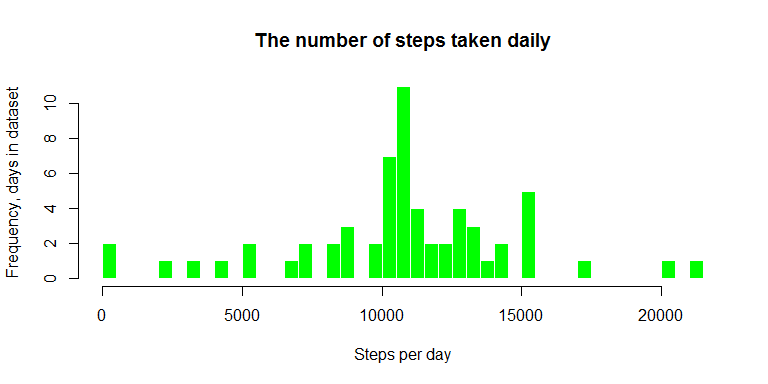 The number of steps taken daily
Frequency, days in dataset
10
8
6
4
2
0
0 5000 10000 15000 20000
Steps per day